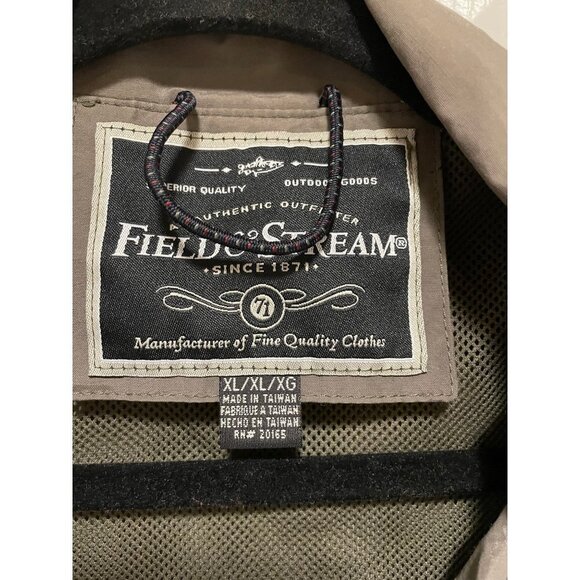 QUALITY OUTDOOR GOODS
AUTHENTIC OUTFITTER
FIELD & STREAM®
• SINCE 1871 •
71
Manufacturer of Fine Quality Clothes
XL/XL/XG
MADE IN TAIWAN
FABRIQUE A TAIWAN
HECHO EN TAIWAN
RN# 20165